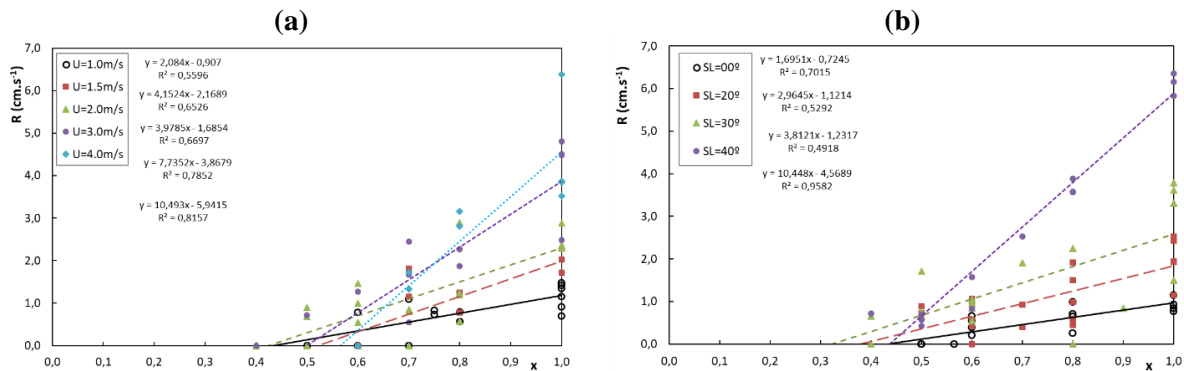 (a)
R (cm.s⁻¹)
7,0
6,0
5,0
4,0
3,0
2,0
1,0
0,0
U=1.0m/s
U=1.5m/s
U=2.0m/s
U=3.0m/s
U=4.0m/s
y = 2,084x - 0,907
R² = 0,5596
y = 4,1524x - 2,1689
R² = 0,6526
y = 3,9785x - 1,6854
R² = 0,6697
y = 7,7352x - 3,8679
R² = 0,7852
y = 10,493x - 5,9415
R² = 0,8157
0,0 0,1 0,2 0,3 0,4 0,5 0,6 0,7 0,8 0,9 1,0
x
(b)
R (cm.s⁻¹)
7,0
6,0
5,0
4,0
3,0
2,0
1,0
0,0
SL=00º
SL=20º
SL=30º
SL=40º
y = 1,6951x - 0,7245
R² = 0,7015
y = 2,9645x - 1,1214
R² = 0,5292
y = 3,8121x - 1,2317
R² = 0,4918
y = 10,448x - 4,5689
R² = 0,9582
0,0 0,1 0,2 0,3 0,4 0,5 0,6 0,7 0,8 0,9 1,0
x